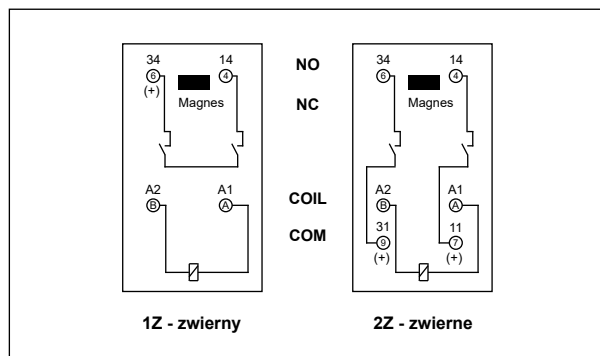 34 14
6 4
(+)
Magnes
A2 A1
B A
1Z - zwierny
NO
NC
COIL
COM
34 14
6 4
Magnes
A2 A1
B A
31 11
9 7
(+) (+)
2Z - zwierne